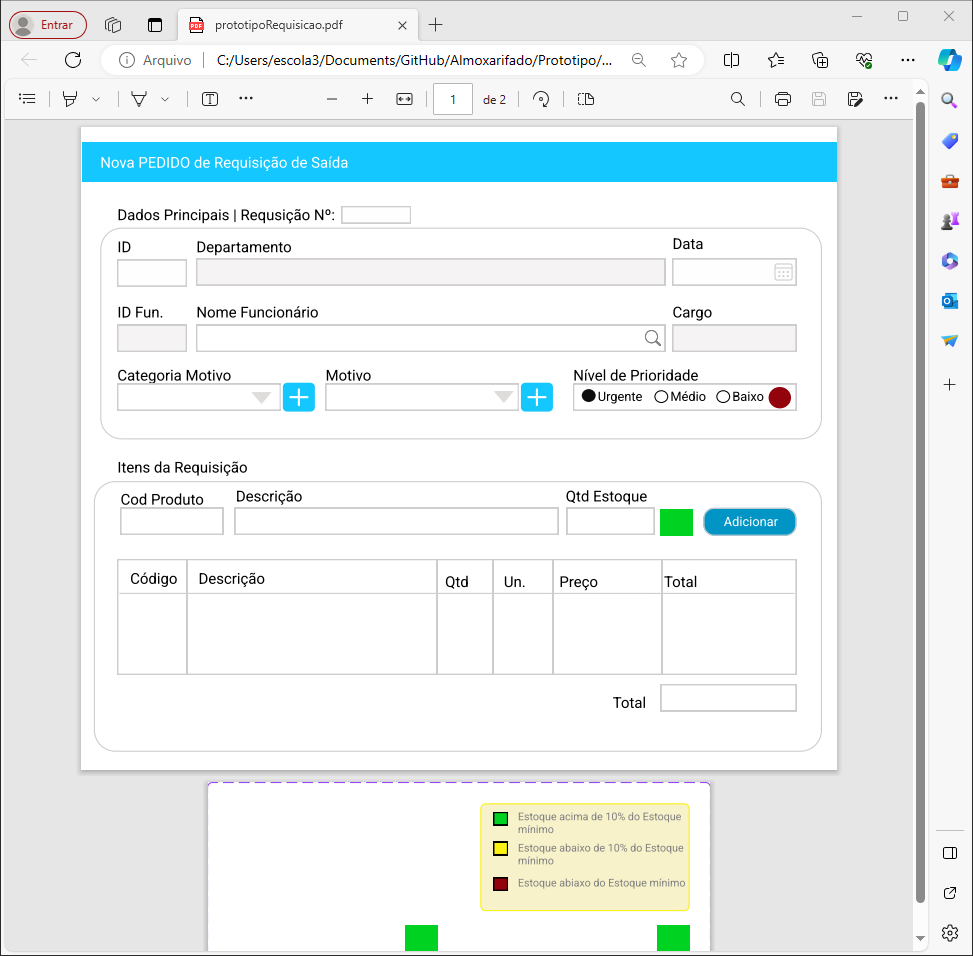 Entrar
prototipoRequisicao.pdf
Arquivo
C:/Users/escola3/Documents/GitHub/Almoxarifado/Prototipo/...
1
de 2
Nova PEDIDO de Requisição de Saída
Dados Principais | Requsição Nº:
ID
Departamento
Data
ID Fun.
Nome Funcionário
Cargo
Categoria Motivo
Motivo
Nível de Prioridade
Urgente
Médio
Baixo
Itens da Requisição
Cod Produto
Descrição
Qtd Estoque
Adicionar
Código
Descrição
Qtd
Un.
Preço
Total
Total
Estoque acima de 10% do Estoque
mínimo
Estoque abaixo de 10% do Estoque
mínimo
Estoque abiaxo do Estoque mínimo